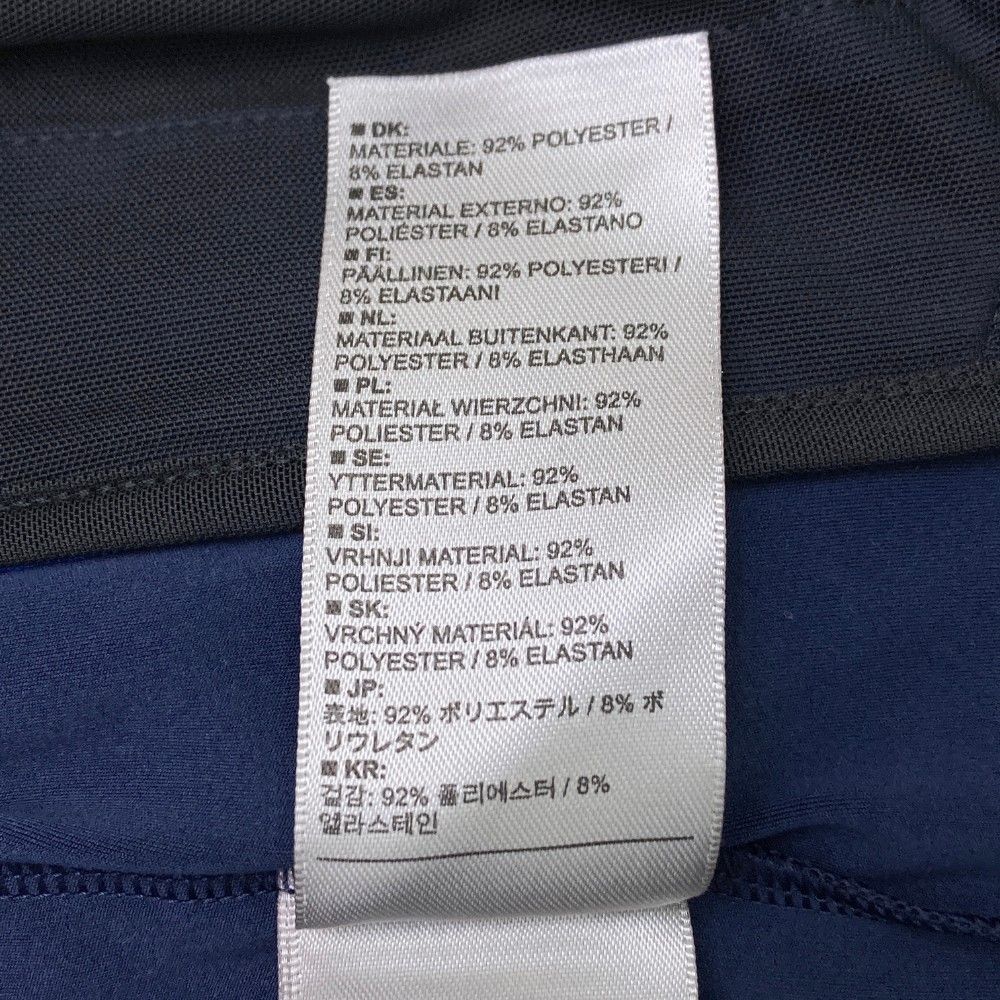 ■ DK:
MATERIALE: 92% POLYESTER /
8% ELASTAN
■ ES:
MATERIAL EXTERNO: 92%
POLIÉSTER / 8% ELASTANO
■ FI:
PÄÄLLINEN: 92% POLYESTERI /
8% ELASTAANI
■ NL:
MATERIAAL BUITENKANT: 92%
POLYESTER / 8% ELASTHAAN
■ PL:
MATERIAŁ WIERZCHNI: 92%
POLIESTER / 8% ELASTAN
■ SE:
YTTERMATERIAL: 92%
POLYESTER / 8% ELASTAN
■ SI:
VRHNJI MATERIAL: 92%
POLIESTER / 8% ELASTAN
■ SK:
VRCHNÝ MATERIÁL: 92%
POLYESTER / 8% ELASTAN
■ JP:
表地: 92% ポリエステル / 8% ポ
リウレタン
■ KR:
겉감: 92% 폴리에스터 / 8%
엘라스테인